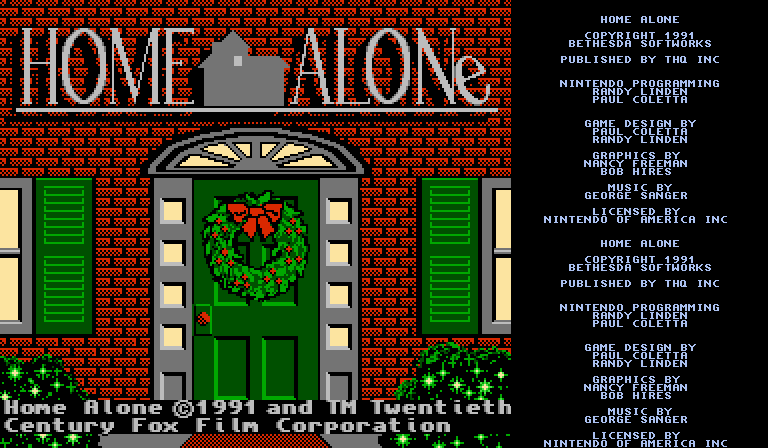 HOME ALONe
Home Alone ©1991 and TM Twentieth
Century Fox Film Corporation
HOME ALONE
COPYRIGHT 1991
BETHESDA SOFTWORKS
PUBLISHED BY THQ INC
NINTENDO PROGRAMMING
RANDY LINDEN
PAUL COLETTA
GAME DESIGN BY
PAUL COLETTA
RANDY LINDEN
GRAPHICS BY
NANCY FREEMAN
BOB HIRES
MUSIC BY
GEORGE SANGER
LICENSED BY
NINTENDO OF AMERICA INC
HOME ALONE
COPYRIGHT 1991
BETHESDA SOFTWORKS
PUBLISHED BY THQ INC
NINTENDO PROGRAMMING
RANDY LINDEN
PAUL COLETTA
GAME DESIGN BY
PAUL COLETTA
RANDY LINDEN
GRAPHICS BY
NANCY FREEMAN
BOB HIRES
MUSIC BY
GEORGE SANGER
LICENSED BY
NINTENDO OF AMERICA INC